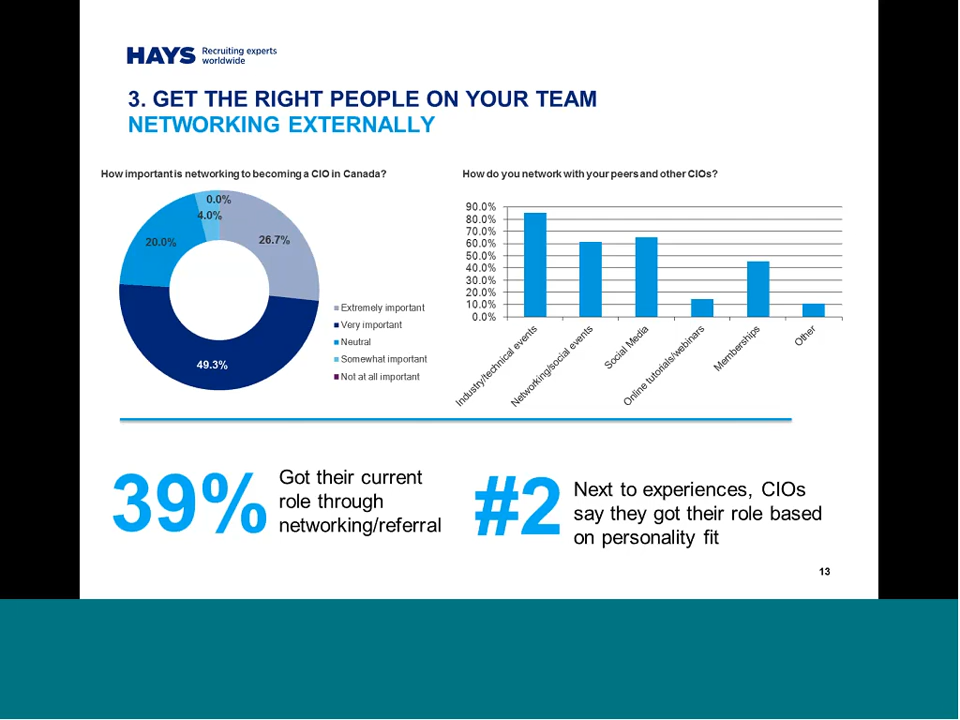 HAYS Recruiting experts
worldwide
3. GET THE RIGHT PEOPLE ON YOUR TEAM
NETWORKING EXTERNALLY
How important is networking to becoming a CIO in Canada?
0.0%
4.0%
20.0%
26.7%
49.3%
Extremely important
Very important
Neutral
Somewhat important
Not at all important
How do you network with your peers and other CIOs?
90.0%
80.0%
70.0%
60.0%
50.0%
40.0%
30.0%
20.0%
10.0%
0.0%
Industry/technical events
Networking/social events
Social Media
Online tutorials/webinars
Memberships
Other
39%
Got their current
role through
networking/referral
#2
Next to experiences, CIOs
say they got their role based
on personality fit
13